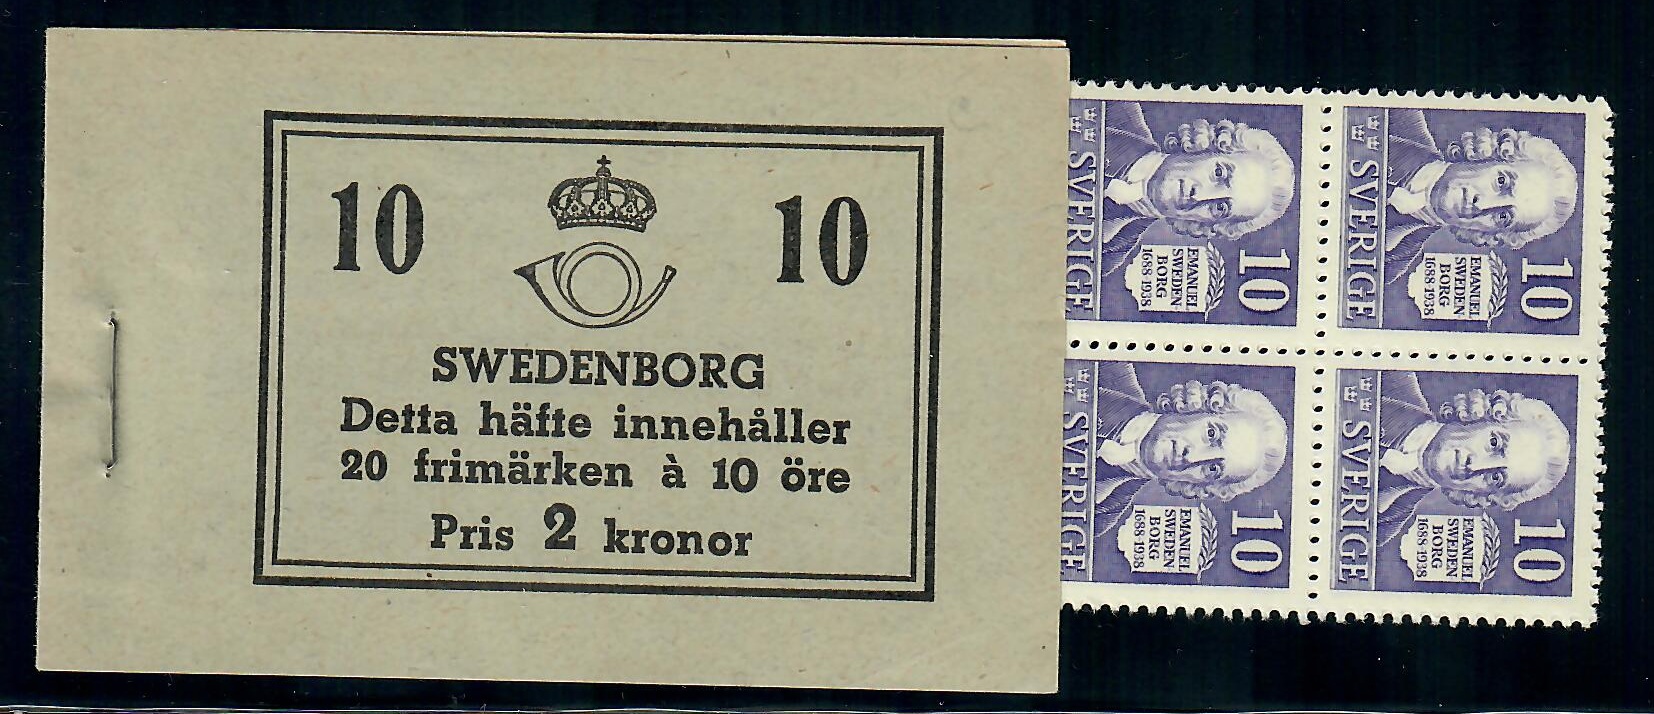 10 10
SWEDENBORG
Detta häfte innehåller
20 frimärken à 10 öre
Pris 2 kronor
10
EMANUEL
SWEDEN-
BORG
1688-1938
SVERIGE
10
EMANUEL
SWEDEN-
BORG
1688-1938
SVERIGE
10
EMANUEL
SWEDEN
BORG
1688-1938
SVERIGE
10
EMANUEL
SWEDEN
BORG
1688-1938
SVERIGE